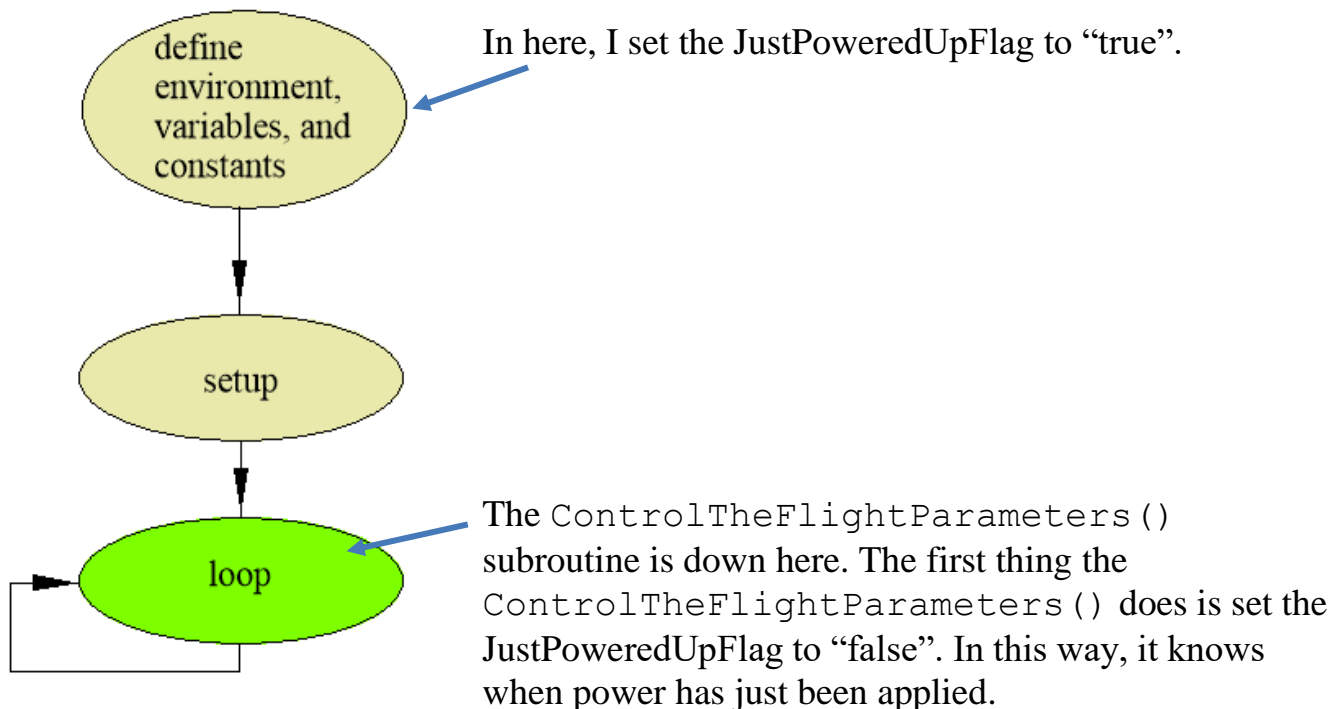 define
environment,
variables, and
constants
In here, I set the JustPoweredUpFlag to “true”.
setup
loop
The ControlTheFlightParameters()
subroutine is down here. The first thing the
ControlTheFlightParameters() does is set the
JustPoweredUpFlag to “false”. In this way, it knows
when power has just been applied.